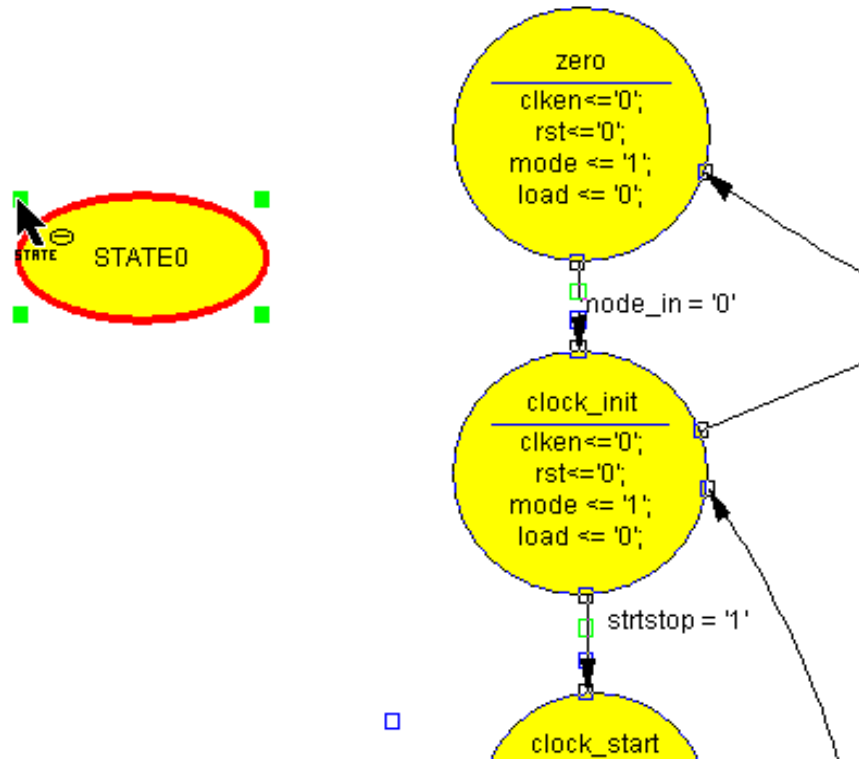 zero
clken<='0';
rst<='0';
mode <= '1';
load <= '0';
STATE
STATE0
node_in = '0'
clock_init
clken<='0';
rst<='0';
mode <= '1';
load <= '0';
strtstop = '1'
clock_start